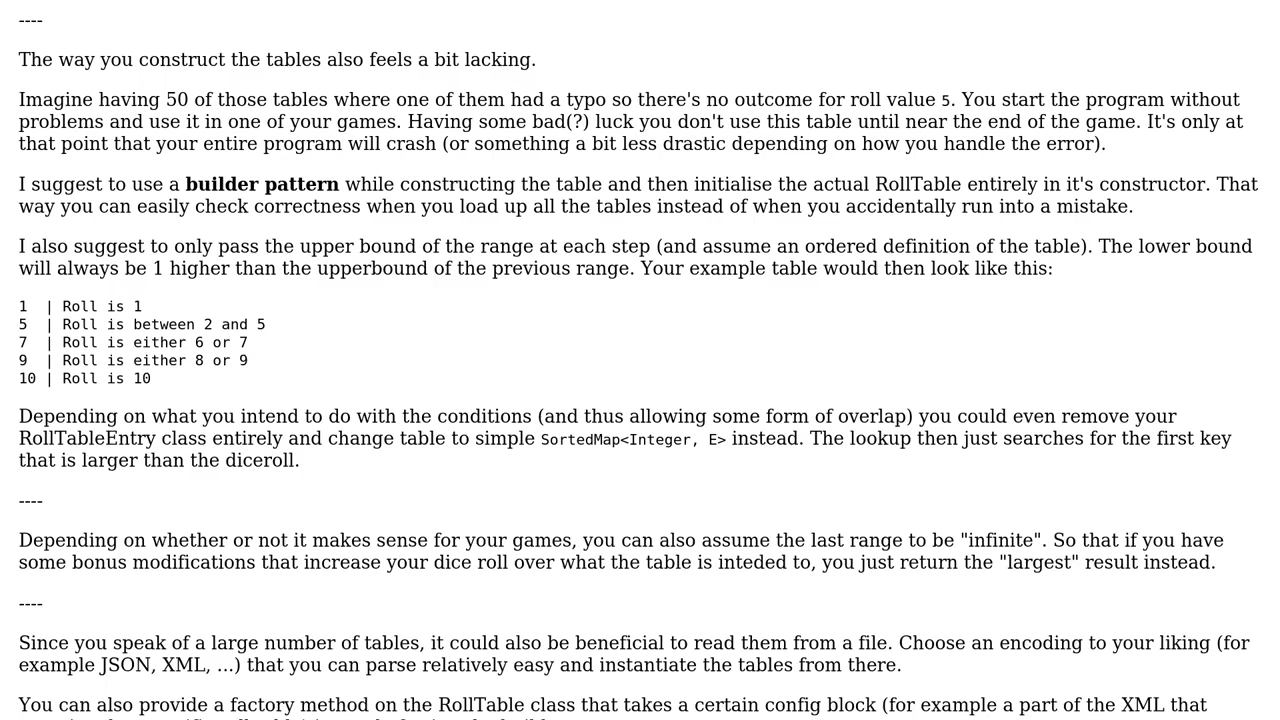 ----
The way you construct the tables also feels a bit lacking.
Imagine having 50 of those tables where one of them had a typo so there's no outcome for roll value 5. You start the program without
problems and use it in one of your games. Having some bad(?) luck you don't use this table until near the end of the game. It's only at
that point that your entire program will crash (or something a bit less drastic depending on how you handle the error).
I suggest to use a builder pattern while constructing the table and then initialise the actual RollTable entirely in it's constructor. That
way you can easily check correctness when you load up all the tables instead of when you accidentally run into a mistake.
I also suggest to only pass the upper bound of the range at each step (and assume an ordered definition of the table). The lower bound
will always be 1 higher than the upperbound of the previous range. Your example table would then look like this:
1  | Roll is 1
5  | Roll is between 2 and 5
7  | Roll is either 6 or 7
9  | Roll is either 8 or 9
10 | Roll is 10
Depending on what you intend to do with the conditions (and thus allowing some form of overlap) you could even remove your
RollTableEntry class entirely and change table to simple SortedMap<Integer, E> instead. The lookup then just searches for the first key
that is larger than the diceroll.
----
Depending on whether or not it makes sense for your games, you can also assume the last range to be "infinite". So that if you have
some bonus modifications that increase your dice roll over what the table is inteded to, you just return the "largest" result instead.
----
Since you speak of a large number of tables, it could also be beneficial to read them from a file. Choose an encoding to your liking (for
example JSON, XML, ...) that you can parse relatively easy and instantiate the tables from there.
You can also provide a factory method on the RollTable class that takes a certain config block (for example a part of the XML that